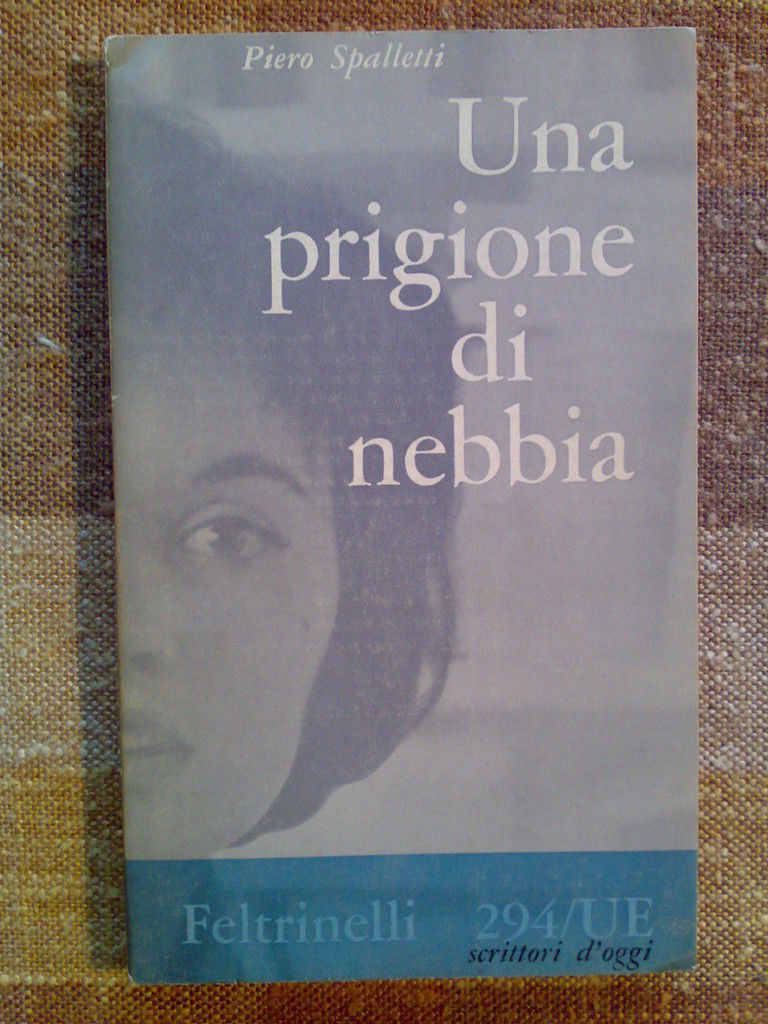 Piero Spalletti
Una
prigione
di
nebbia
Feltrinelli 294/UE
scrittori d'oggi